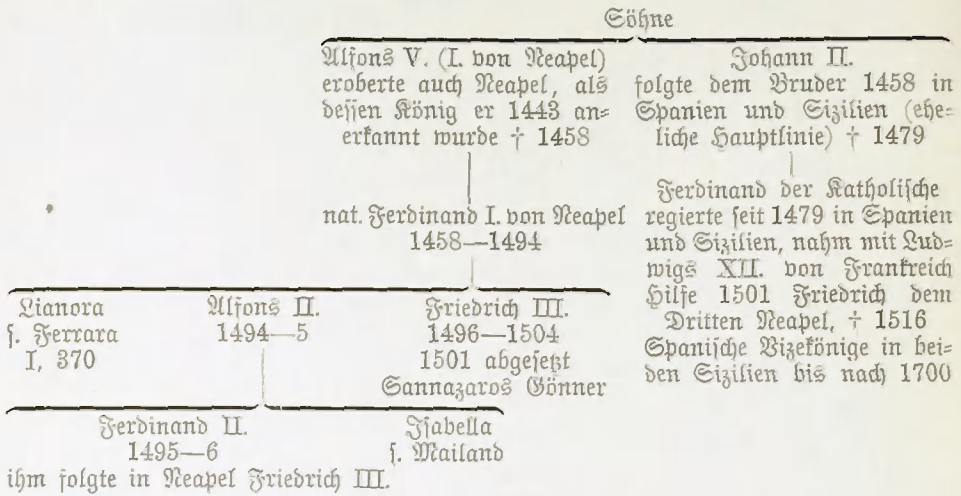 Söhne
Alfons V. (I. von Neapel)
eroberte auch Neapel, als
dessen König er 1443 an=
erkannt wurde † 1458
Johann II.
folgte dem Bruder 1458 in
Spanien und Sizilien (ehe=
liche Hauptlinie) † 1479
nat. Ferdinand I. von Neapel
1458—1494
Ferdinand der Katholische
regierte seit 1479 in Spanien
und Sizilien, nahm mit Lud=
wigs XII. von Frankreich
Hilfe 1501 Friedrich dem
Dritten Neapel, † 1516
Spanische Vizekönige in bei=
den Sizilien bis nach 1700
Lianora
s. Ferrara
I, 370
Alfons II.
1494—5
Friedrich III.
1496—1504
1501 abgesetzt
Sannazaros Gönner
Ferdinand II.
1495—6
ihm folgte in Neapel Friedrich III.
Isabella
s. Mailand